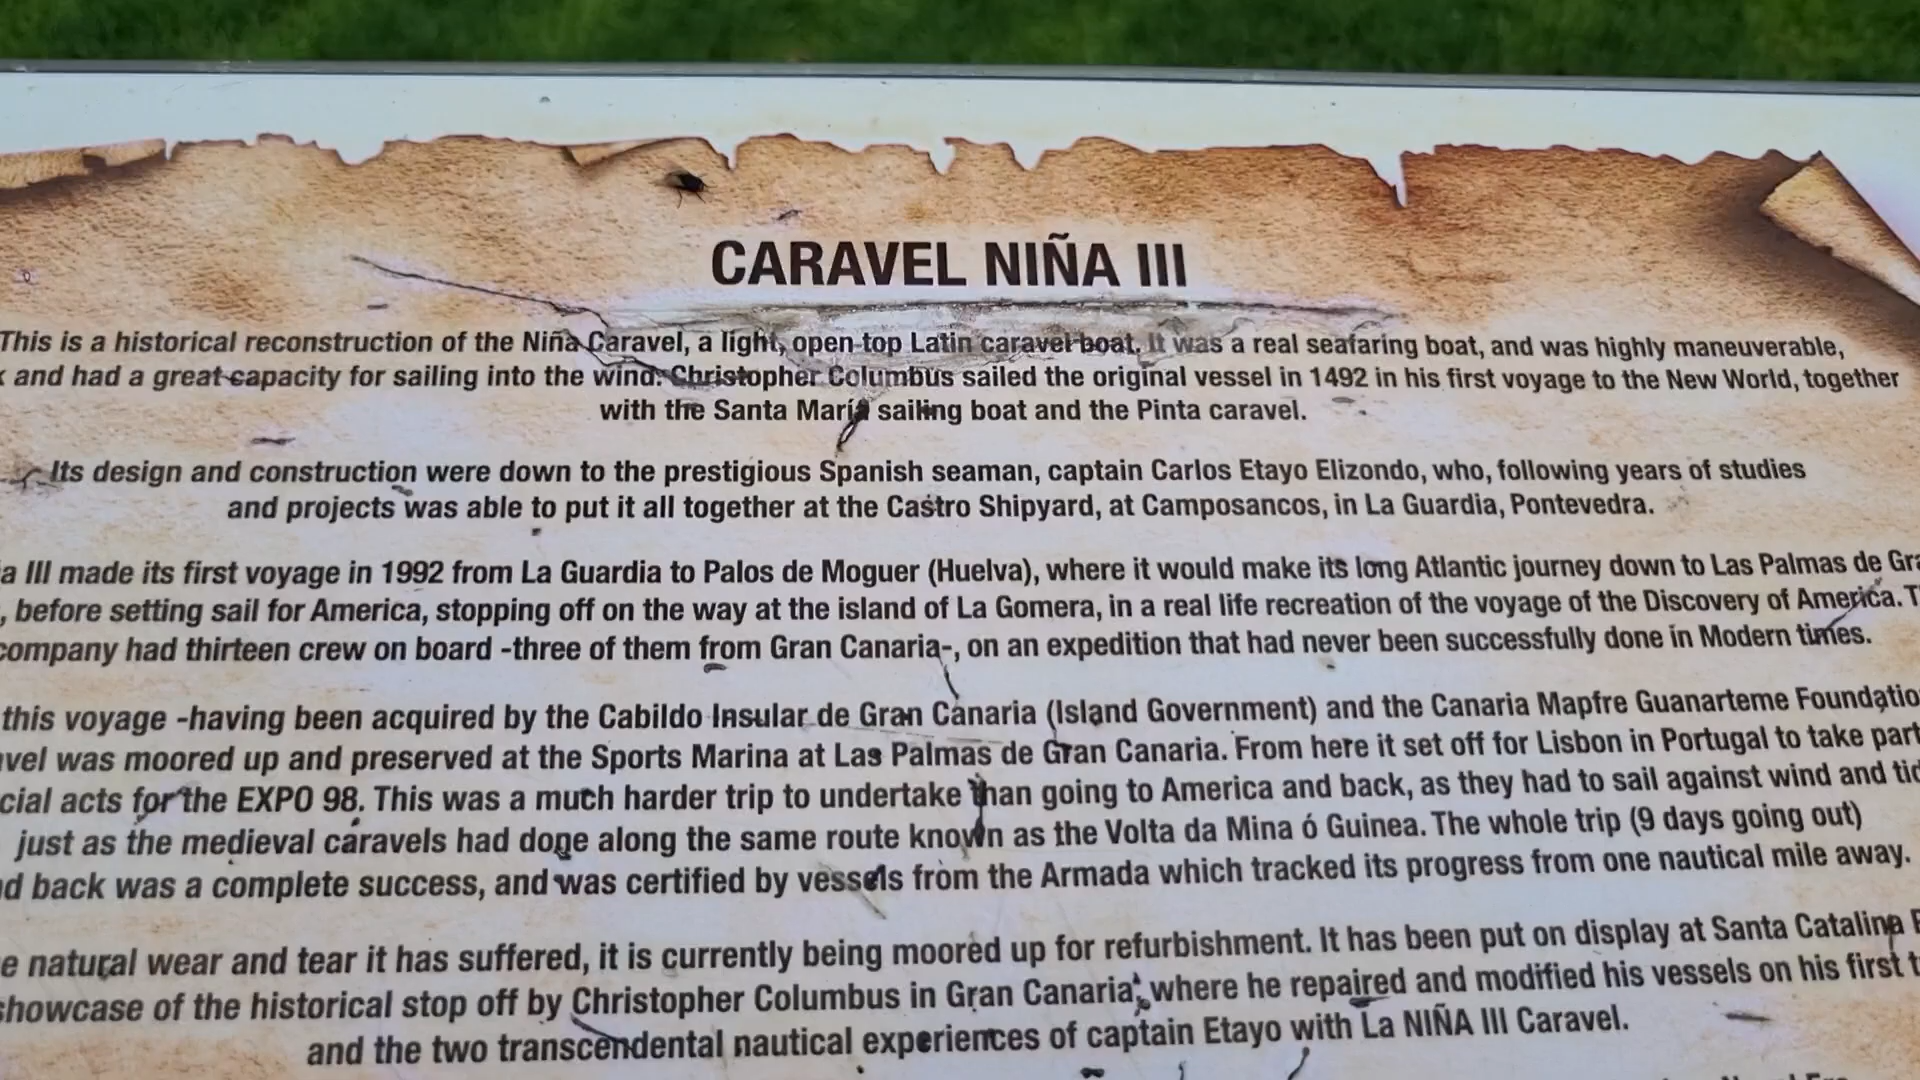 CARAVEL NIÑA III
This is a historical reconstruction of the Niña Caravel, a light, open-top Latin caravel boat. It was a real seafaring boat, and was highly maneuverable,
and had a great capacity for sailing into the wind. Christopher Columbus sailed the original vessel in 1492 in his first voyage to the New World, together
with the Santa María sailing boat and the Pinta caravel.
Its design and construction were down to the prestigious Spanish seaman, captain Carlos Etayo Elizondo, who, following years of studies
and projects was able to put it all together at the Castro Shipyard, at Camposancos, in La Guardia, Pontevedra.
III made its first voyage in 1992 from La Guardia to Palos de Moguer (Huelva), where it would make its long Atlantic journey down to Las Palmas de
, before setting sail for America, stopping off on the way at the island of La Gomera, in a real life recreation of the voyage of the Discovery of America.
company had thirteen crew on board -three of them from Gran Canaria-, on an expedition that had never been successfully done in Modern times.
this voyage -having been acquired by the Cabildo Insular de Gran Canaria (Island Government) and the Canaria Mapfre Guanarteme
was moored up and preserved at the Sports Marina at Las Palmas de Gran Canaria. From here it set off for Lisbon in Portugal to take part
acts for the EXPO 98. This was a much harder trip to undertake than going to America and back, as they had to sail against wind and
just as the medieval caravels had done along the same route known as the Volta da Mina ó Guinea. The whole trip (9 days going out)
back was a complete success, and was certified by vessels from the Armada which tracked its progress from one nautical mile away.
natural wear and tear it has suffered, it is currently being moored up for refurbishment. It has been put on display at Santa Catalina
showcase of the historical stop off by Christopher Columbus in Gran Canaria, where he repaired and modified his vessels on his first
and the two transcendental nautical experiences of captain Etayo with La NIÑA III Caravel.